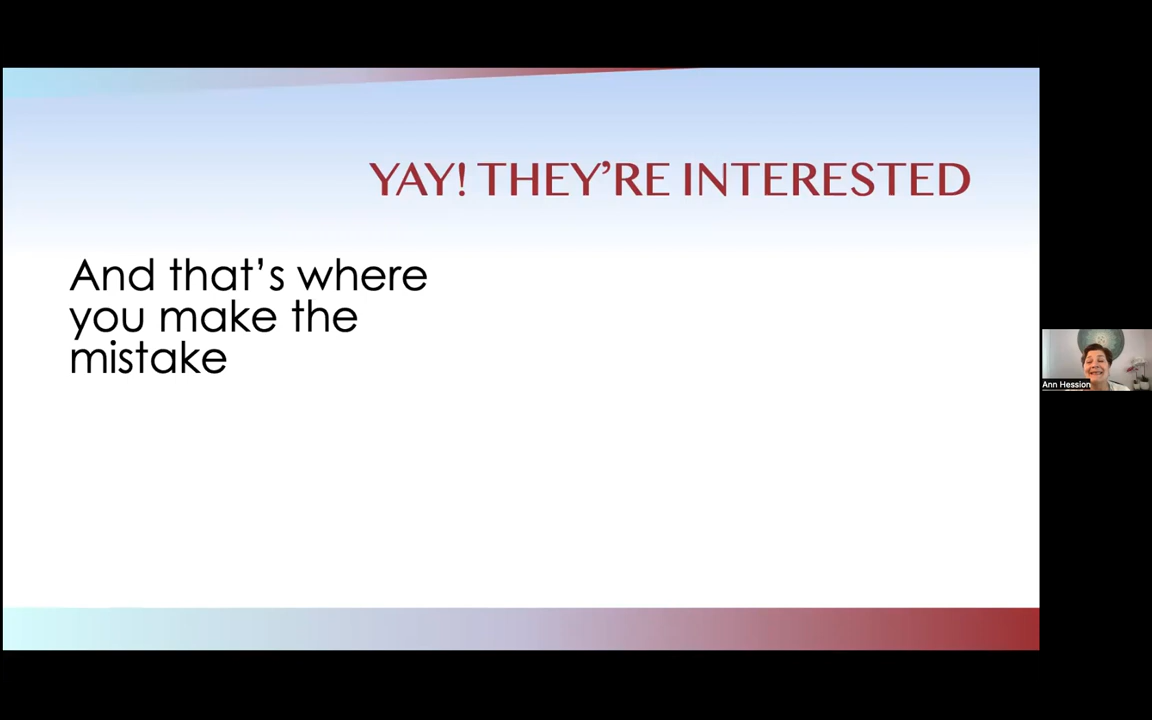 YAY! THEY’RE INTERESTED
And that’s where
you make the
mistake
Ann Hession